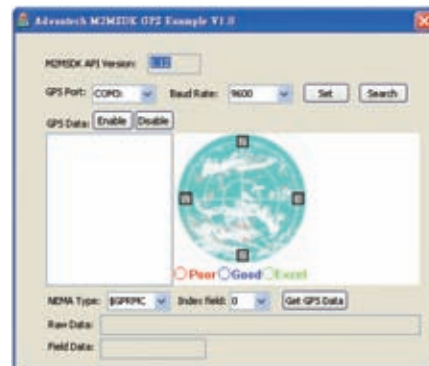 Advantech M2MSDK GPS Example V1.0
M2MSDK API Version:
GPS Port: COM3: Baud Rate: 9600 Set Search
GPS Data: Enable Disable
N
W E
S
Poor Good Excel
NEMA Type: $GPRMC Index field: 0 Get GPS Data
Raw Data:
Field Data: